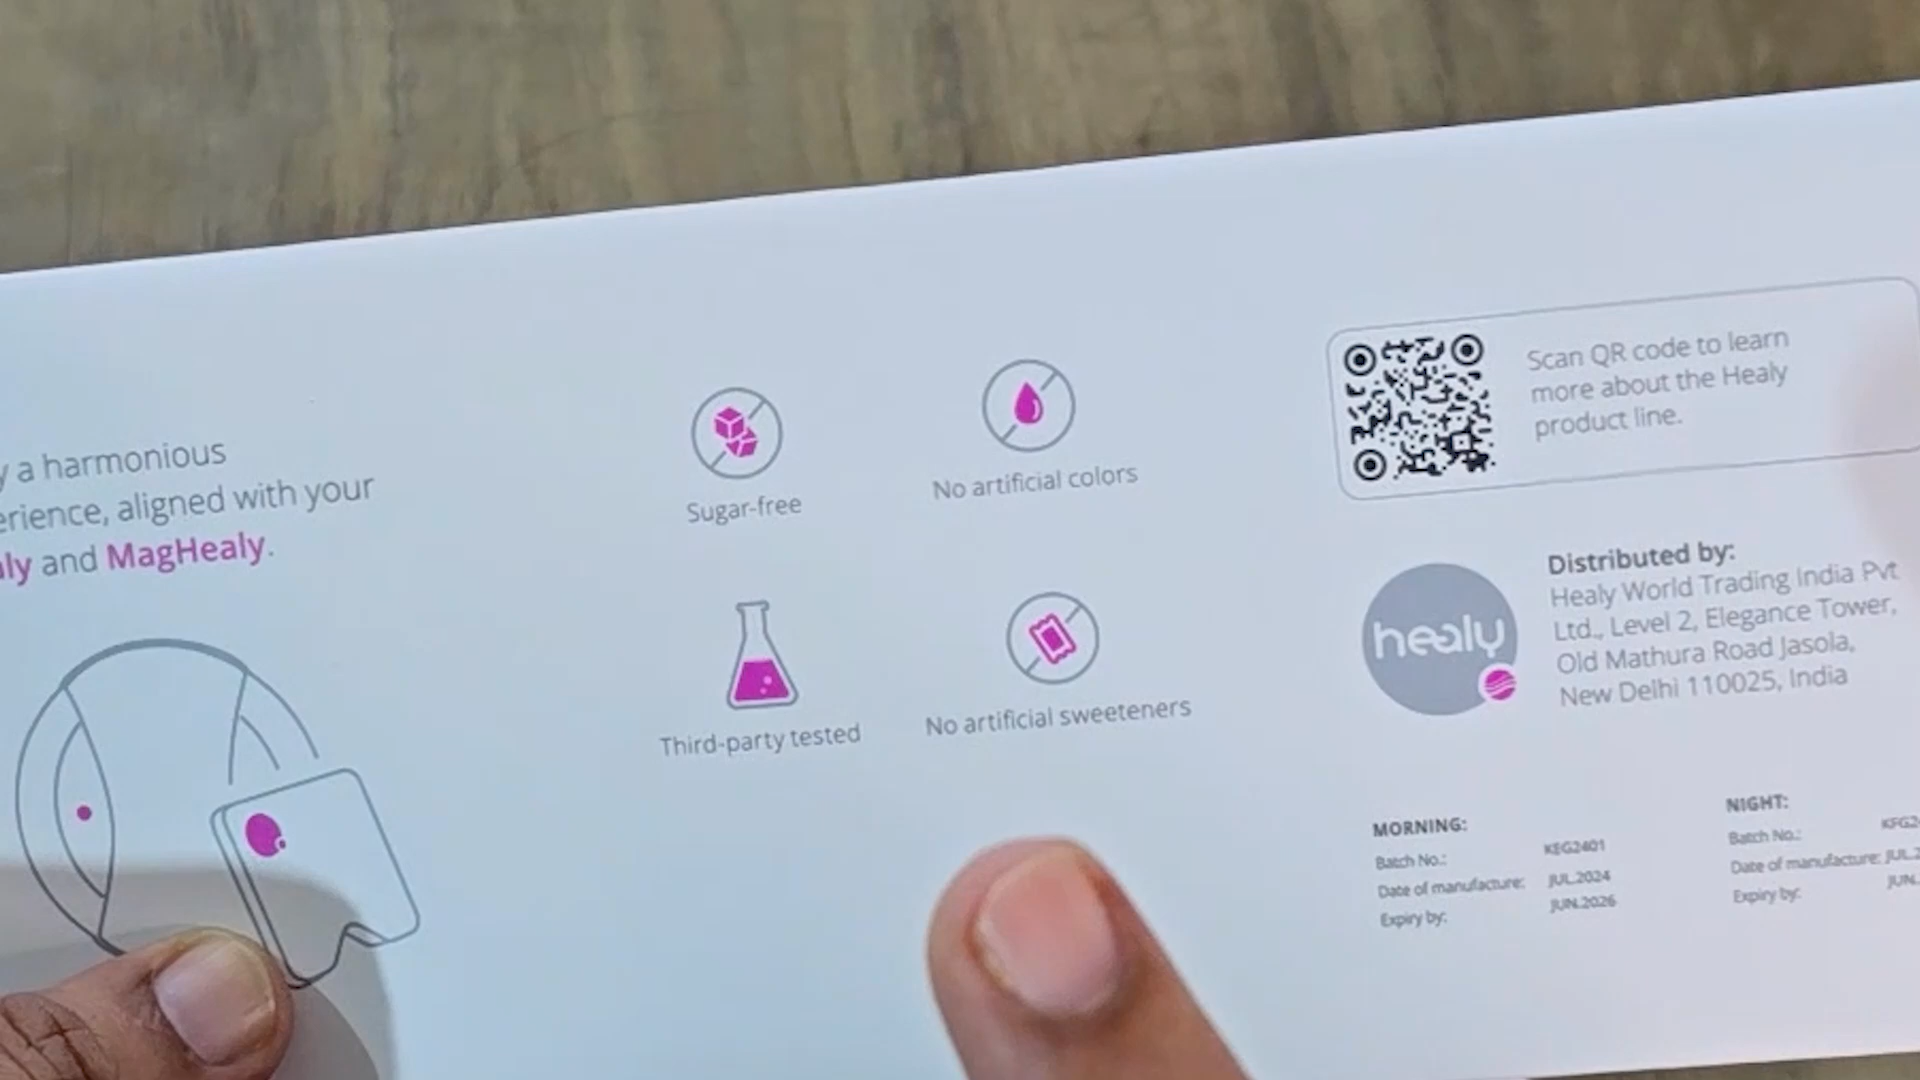 a harmonious
aligned with your
and MagHealy.
Sugar-free
No artificial colors
Third-party tested
No artificial sweeteners
Scan QR code to learn
more about the Healy
product line.
healy
Distributed by:
Healy World Trading India Pvt
Ltd., Level 2, Elegance Tower,
Old Mathura Road Jasola,
New Delhi 110025, India
MORNING:
Batch No.: KEG2401
Date of manufacture: JUL.2024
Expiry by: JUN.2026
NIGHT:
Batch No.:
Date of manufacture:
Expiry by: